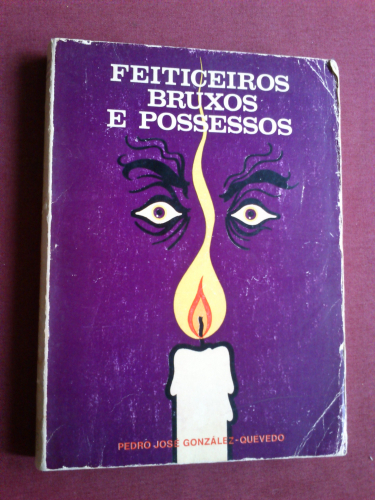 FEITICEIROS
BRUXOS
E POSSESSOS
PEDRO JOSÉ GONZÁLEZ-QUEVEDO